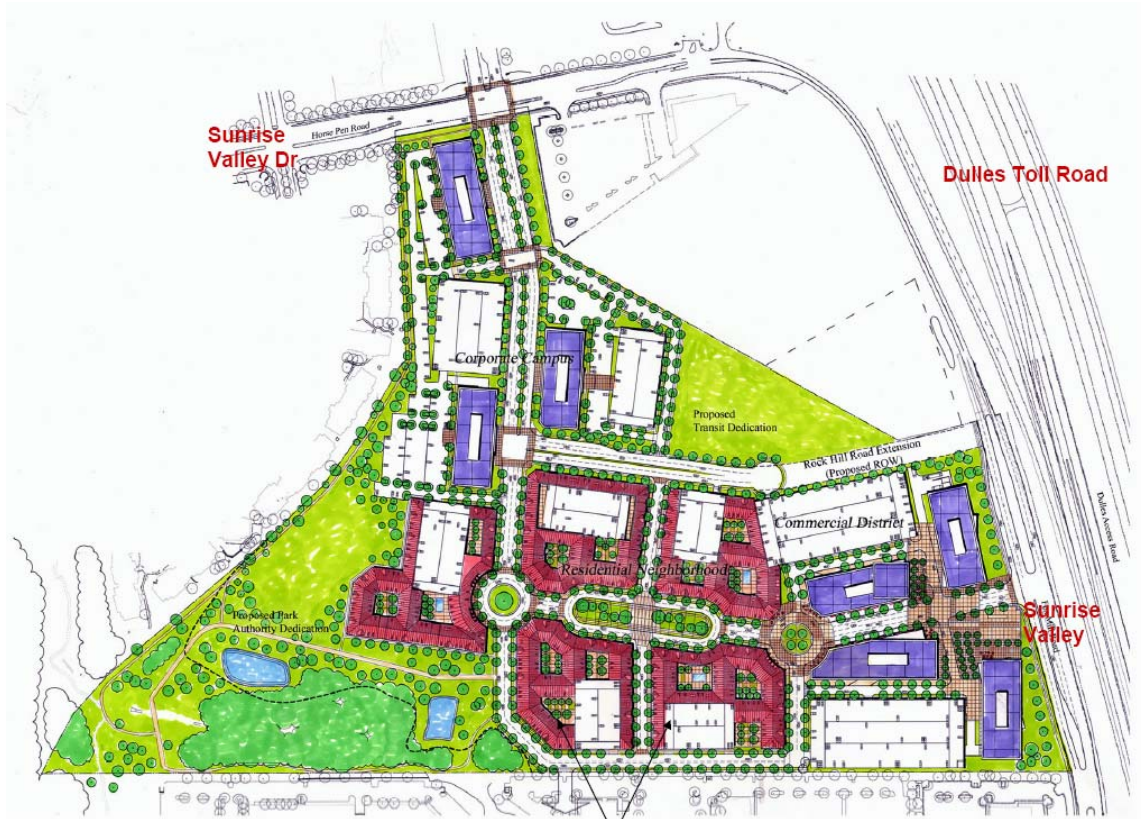 Sunrise
Valley Dr
Horse Pen Road
Dulles Toll Road
Corporate Campus
Proposed
Transit Dedication
Rock Hill Road Extension
(Proposed ROW)
Commercial District
Dulles Access Road
Residential Neighborhood
Proposed Park
Authority Dedication
Sunrise
Valley